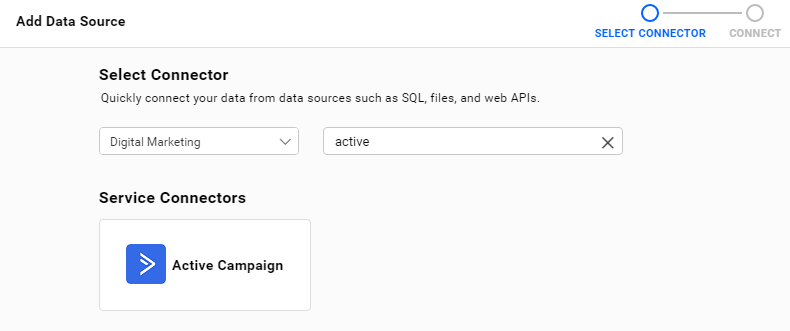 Add Data Source
SELECT CONNECTOR
CONNECT
Select Connector
Quickly connect your data from data sources such as SQL, files, and web APIs.
Digital Marketing
active
Service Connectors
Active Campaign